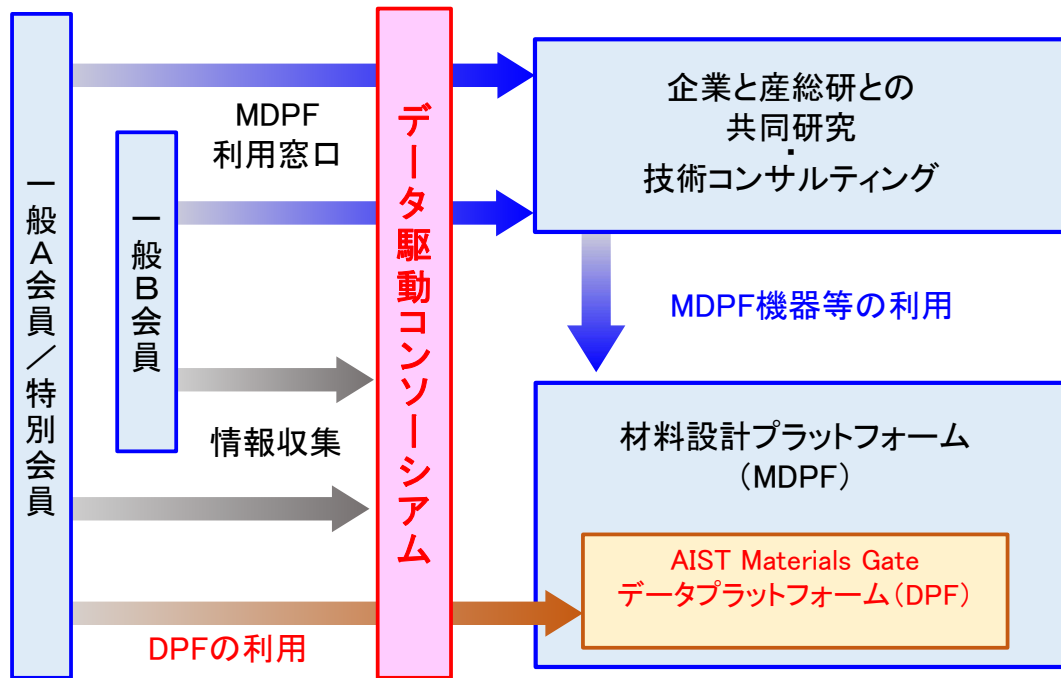 一般A会員／特別会員
一般B会員
MDPF
利用窓口
情報収集
DPFの利用
データ駆動コンソーシアム
企業と産総研との
共同研究
・
技術コンサルティング
MDPF機器等の利用
材料設計プラットフォーム
（MDPF）
AIST Materials Gate
データプラットフォーム（DPF）